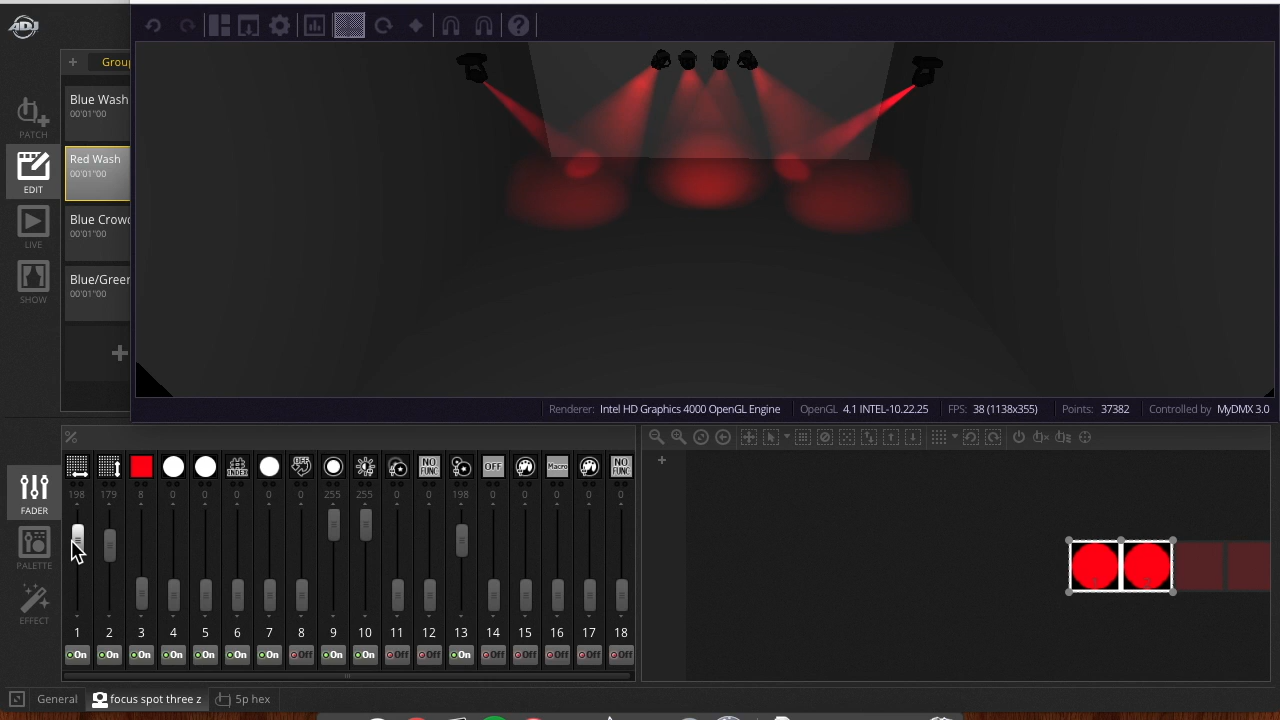 ADJ
+ Group
PATCH
EDIT
LIVE
SHOW
Blue Wash
00'01"00
Red Wash
00'01"00
Blue Crowd
00'01"00
Blue/Green
00'01"00
Renderer: Intel HD Graphics 4000 OpenGL Engine OpenGL 4.1 INTEL-10.22.25 FPS: 38 (1138x355) Points: 37382 Controlled by MyDMX 3.0
FADER
PALETTE
EFFECT
INDEX OFF NO FUNC OFF Macro NO FUNC
198 179 8 0 0 0 0 0 255 255 0 0 198 0 0 0 0 0
1 2 3 4 5 6 7 8 9 10 11 12 13 14 15 16 17 18
On On On On On On On Off On On Off Off On Off Off Off Off Off
General focus spot three z 5p hex